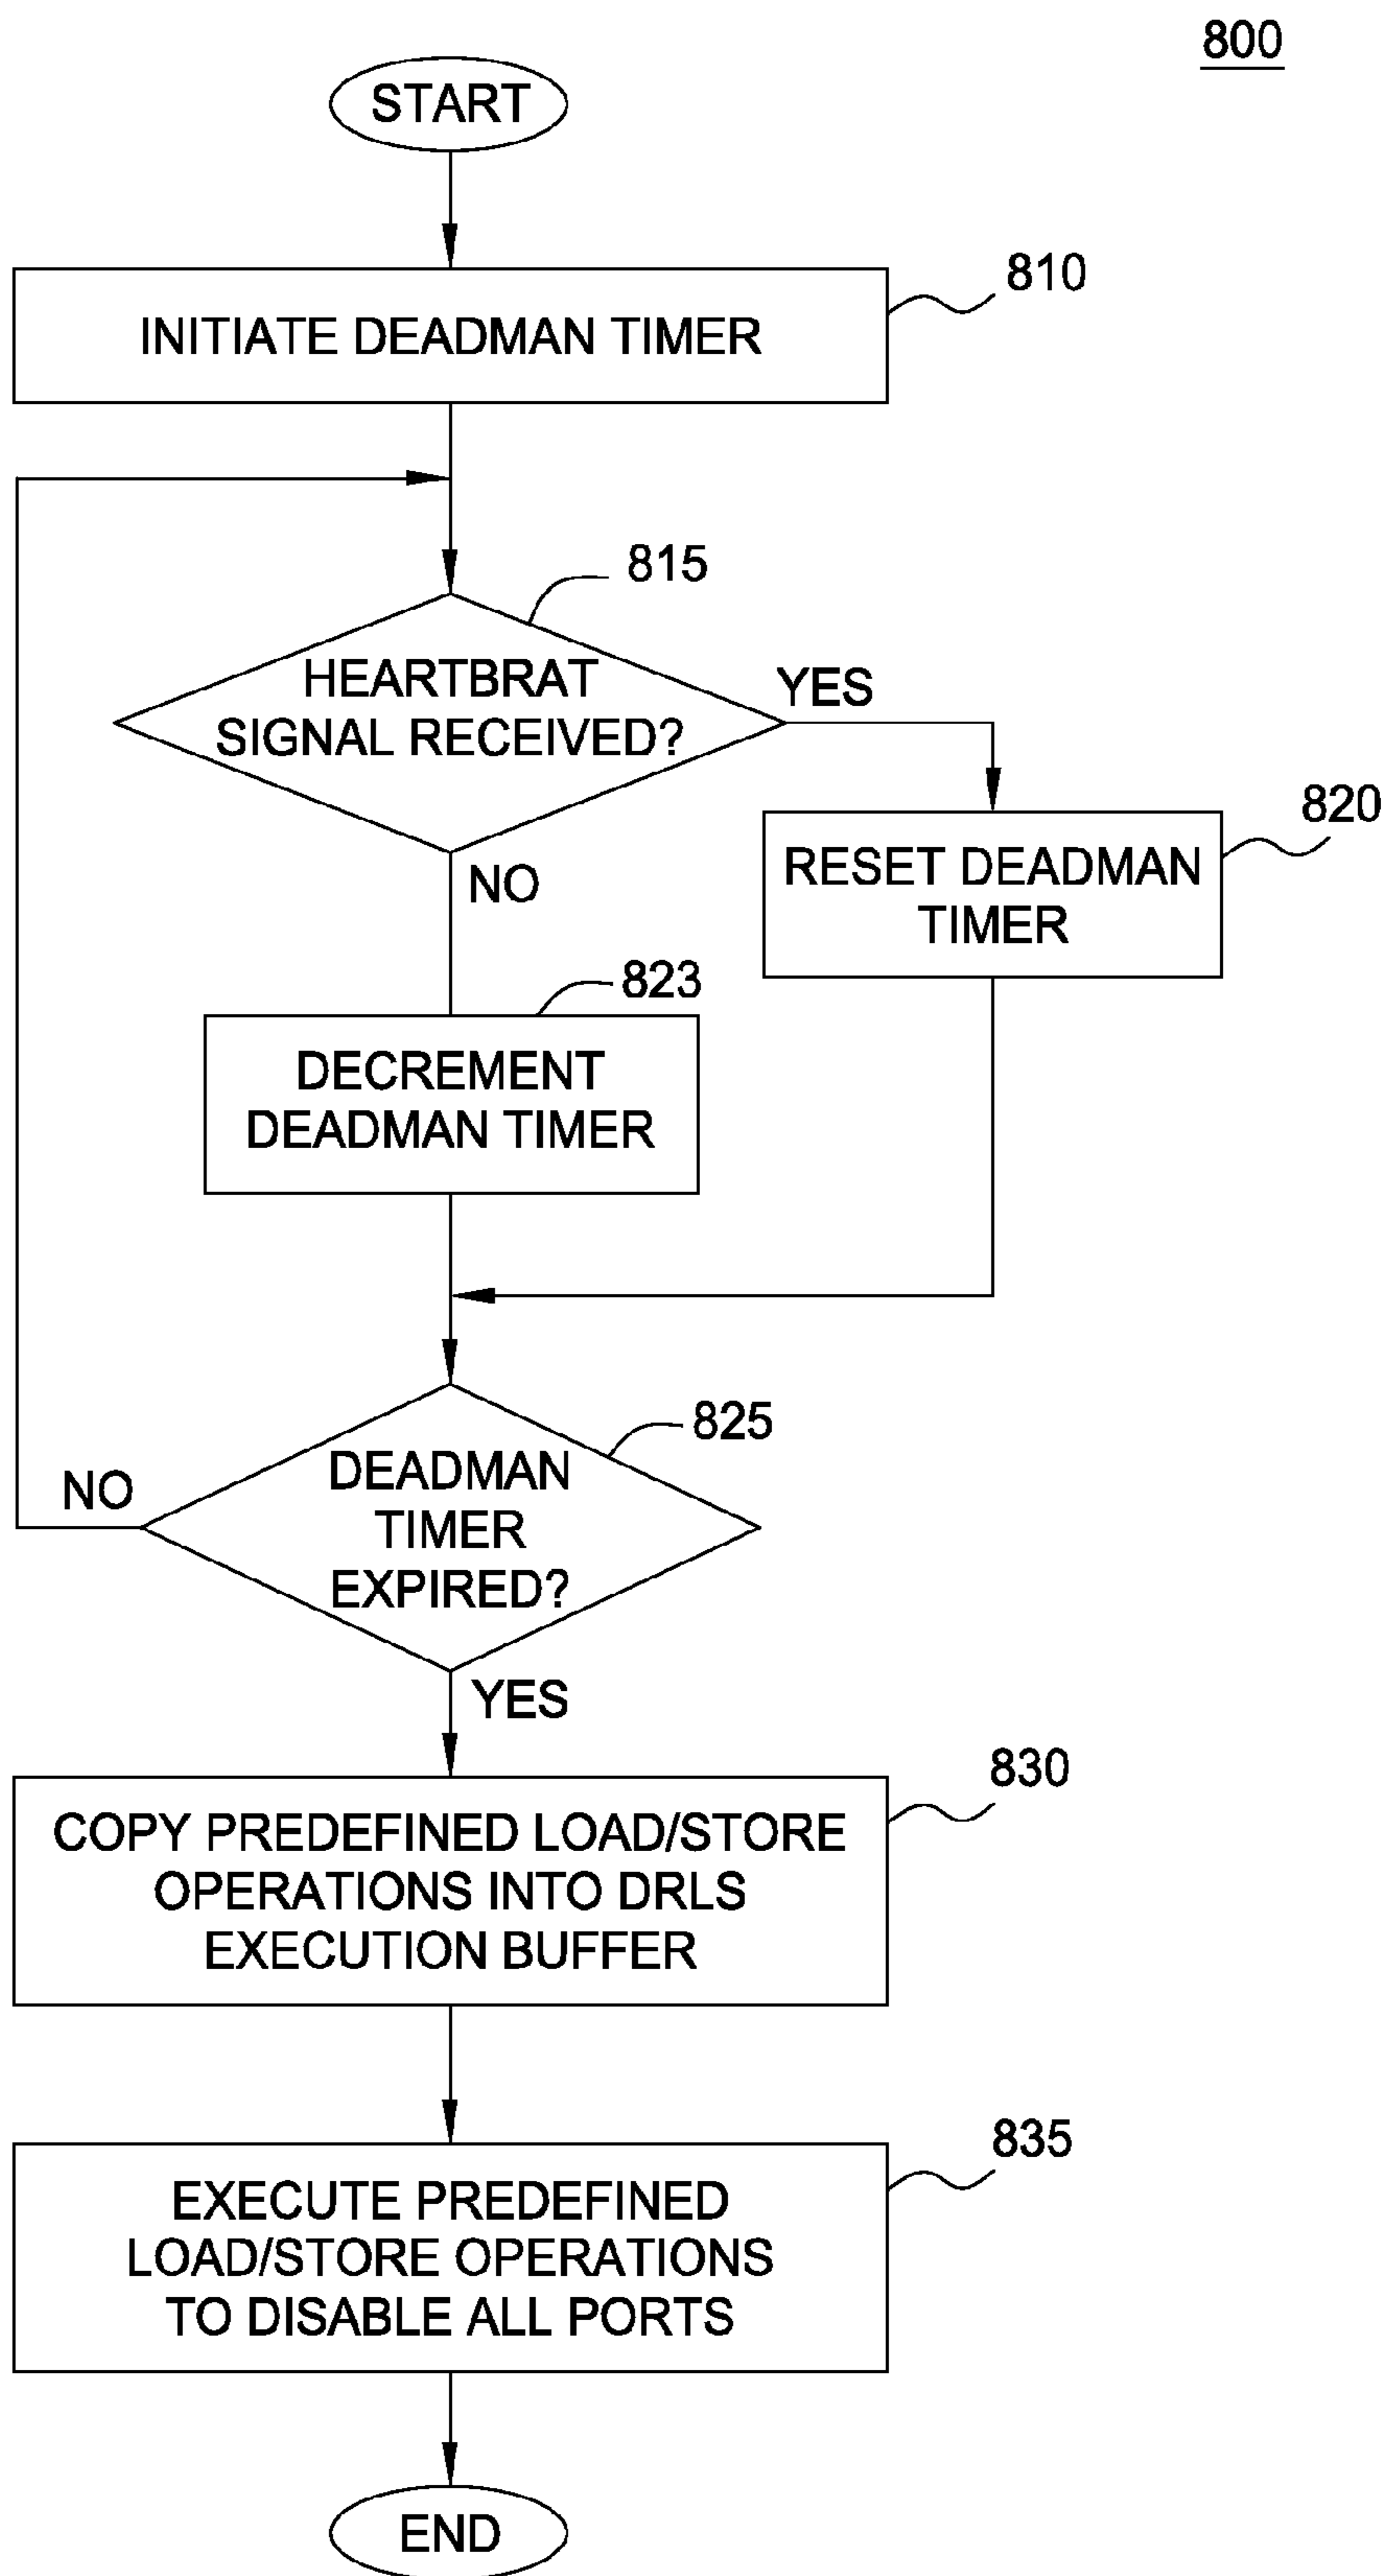 800
START
INITIATE DEADMAN TIMER
810
815
HEARTBRAT
SIGNAL RECEIVED?
YES
NO
820
RESET DEADMAN
TIMER
823
DECREMENT
DEADMAN TIMER
825
DEADMAN
TIMER
EXPIRED?
NO
YES
830
COPY PREDEFINED LOAD/STORE
OPERATIONS INTO DRLS
EXECUTION BUFFER
835
EXECUTE PREDEFINED
LOAD/STORE OPERATIONS
TO DISABLE ALL PORTS
END